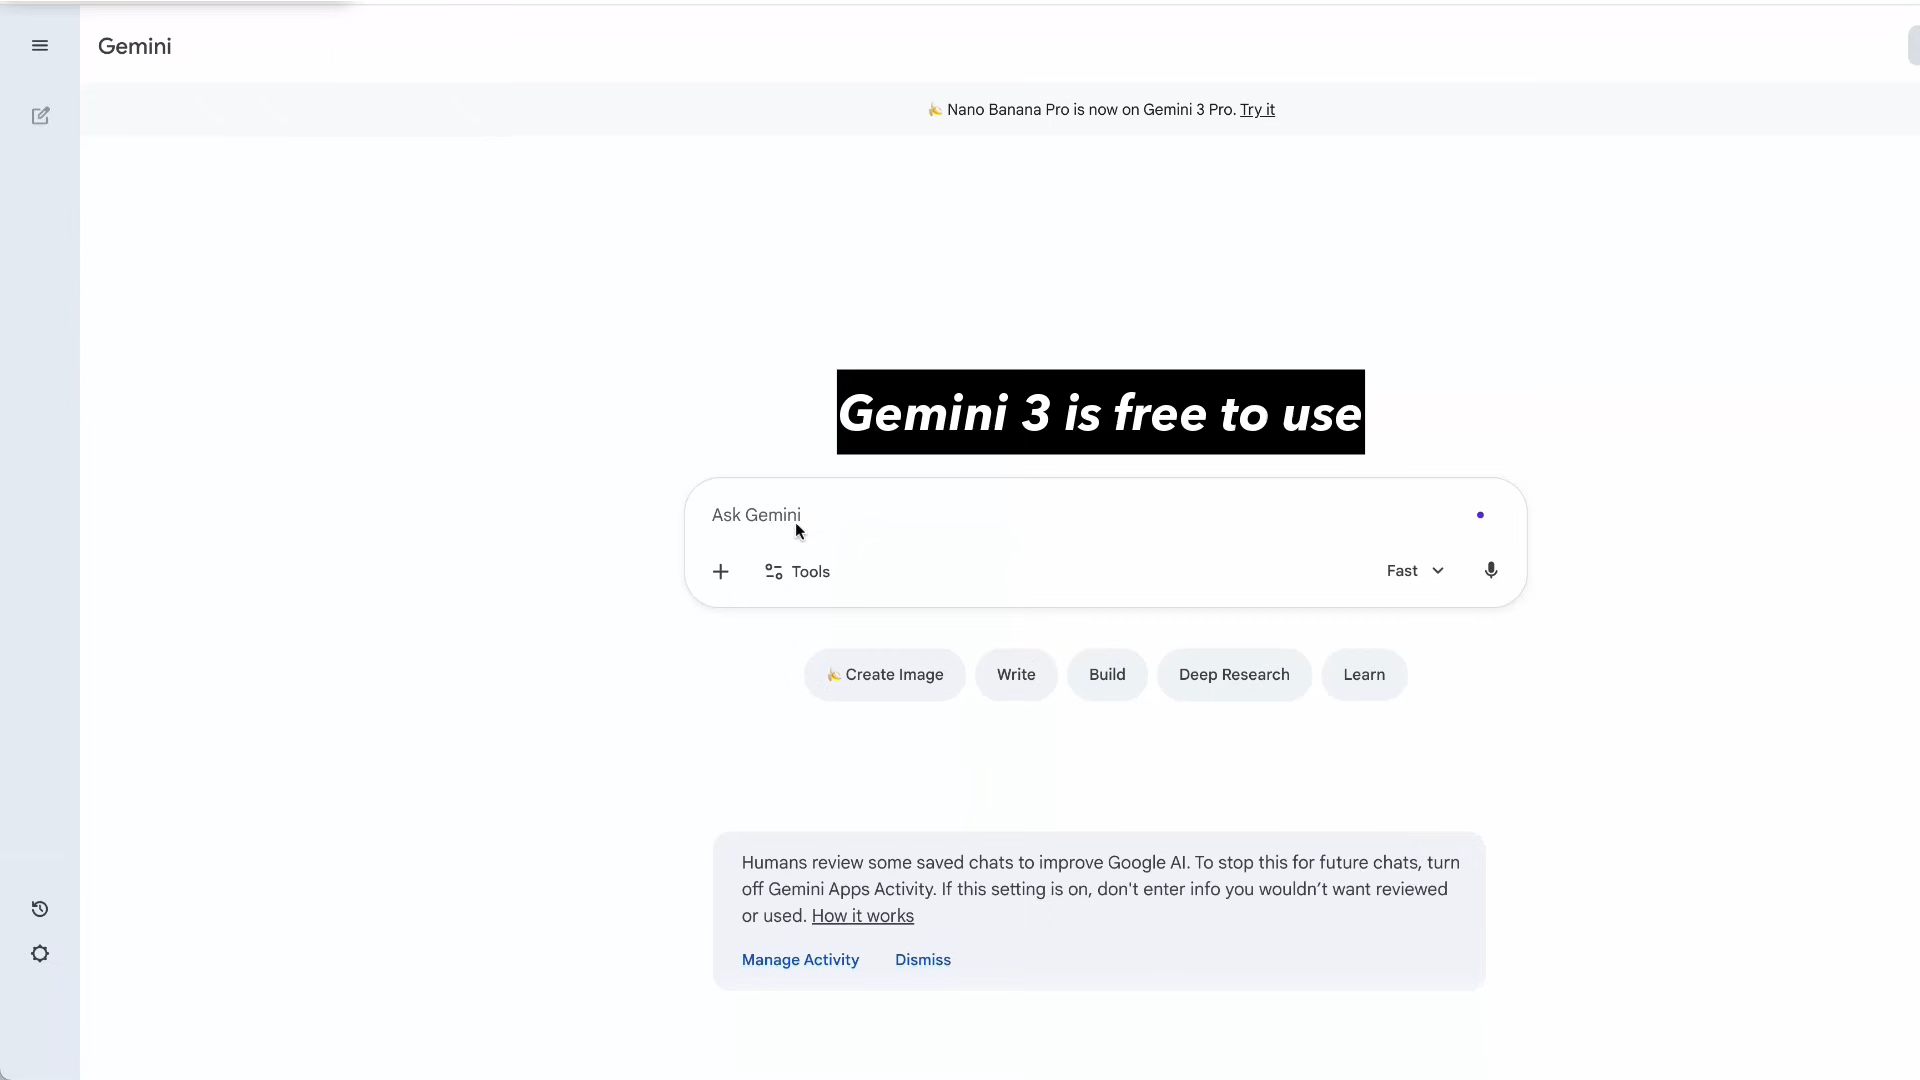 Gemini
Nano Banana Pro is now on Gemini 3 Pro. Try it
Gemini 3 is free to use
Ask Gemini
Tools
Fast
Create Image
Write
Build
Deep Research
Learn
Humans review some saved chats to improve Google AI. To stop this for future chats, turn
off Gemini Apps Activity. If this setting is on, don't enter info you wouldn’t want reviewed
or used. How it works
Manage Activity
Dismiss